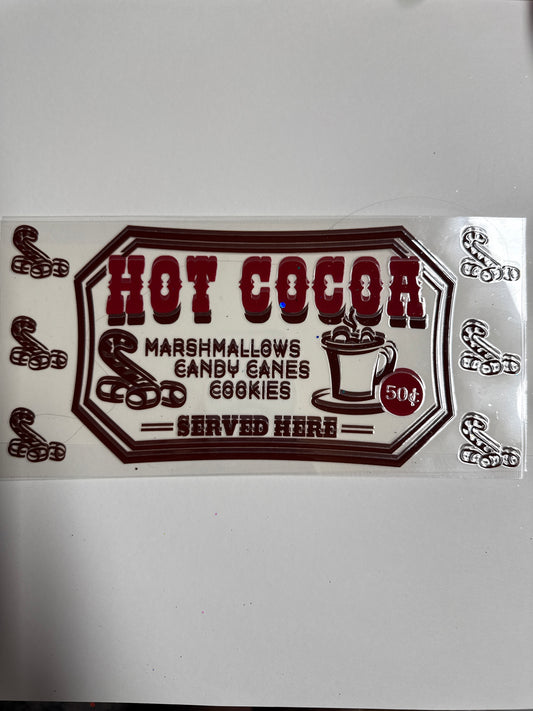 HOT COCOA
MARSHMALLOWS
CANDY CANES
COOKIES
50¢
SERVED HERE